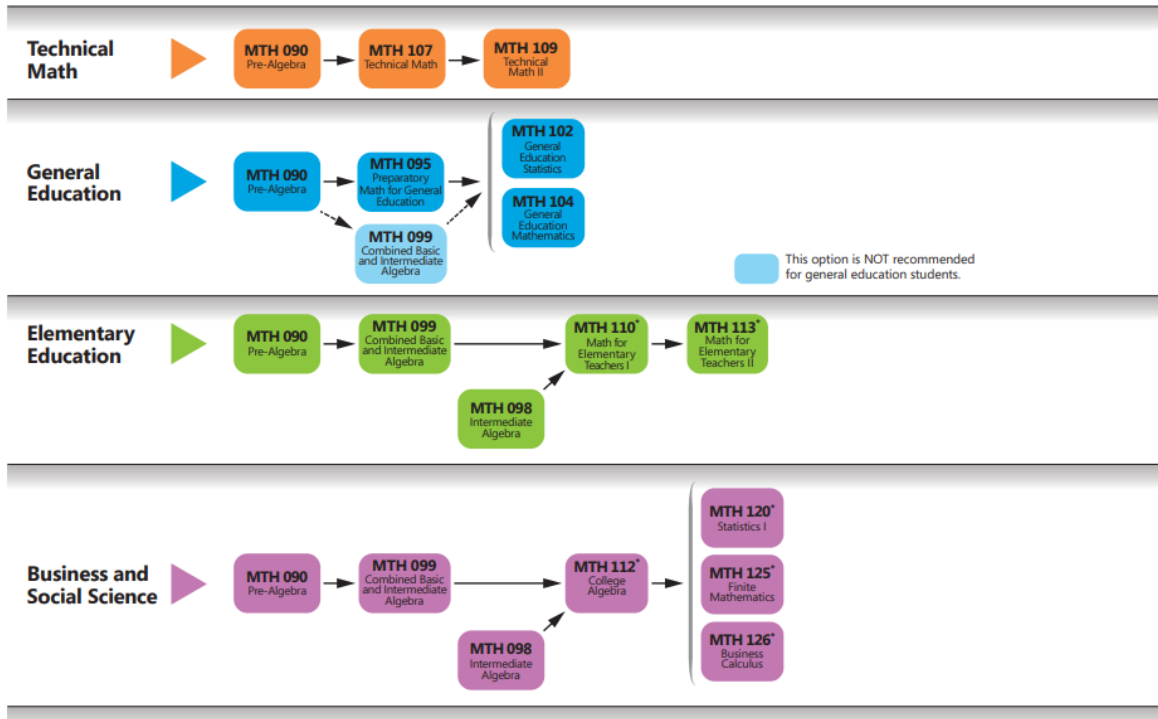 Technical
Math
MTH 090
Pre-Algebra
MTH 107
Technical Math
MTH 109
Technical
Math II
General
Education
MTH 090
Pre-Algebra
MTH 095
Preparatory
Math for General
Education
MTH 099
Combined Basic
and Intermediate
Algebra
MTH 102
General
Education
Statistics
MTH 104
General
Education
Mathematics
This option is NOT recommended
for general education students.
Elementary
Education
MTH 090
Pre-Algebra
MTH 099
Combined Basic
and Intermediate
Algebra
MTH 098
Intermediate
Algebra
MTH 110*
Math for
Elementary
Teachers I
MTH 113*
Math for
Elementary
Teachers II
Business and
Social Science
MTH 090
Pre-Algebra
MTH 099
Combined Basic
and Intermediate
Algebra
MTH 098
Intermediate
Algebra
MTH 112*
College
Algebra
MTH 120*
Statistics I
MTH 125*
Finite
Mathematics
MTH 126*
Business
Calculus